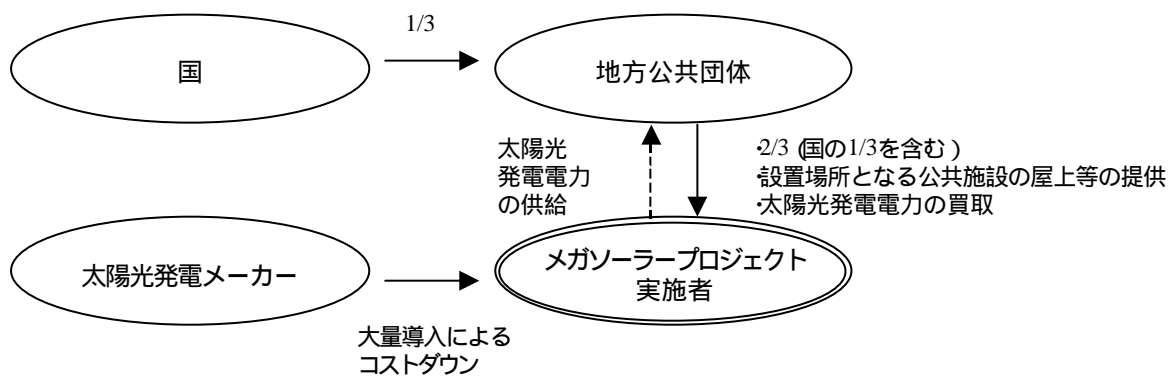 1/3
国
地方公共団体
太陽光
発電電力
の供給
・2/3 (国の1/3を含む)
・設置場所となる公共施設の屋上等の提供
・太陽光発電電力の買取
太陽光発電メーカー
メガソーラープロジェクト
実施者
大量導入による
コストダウン